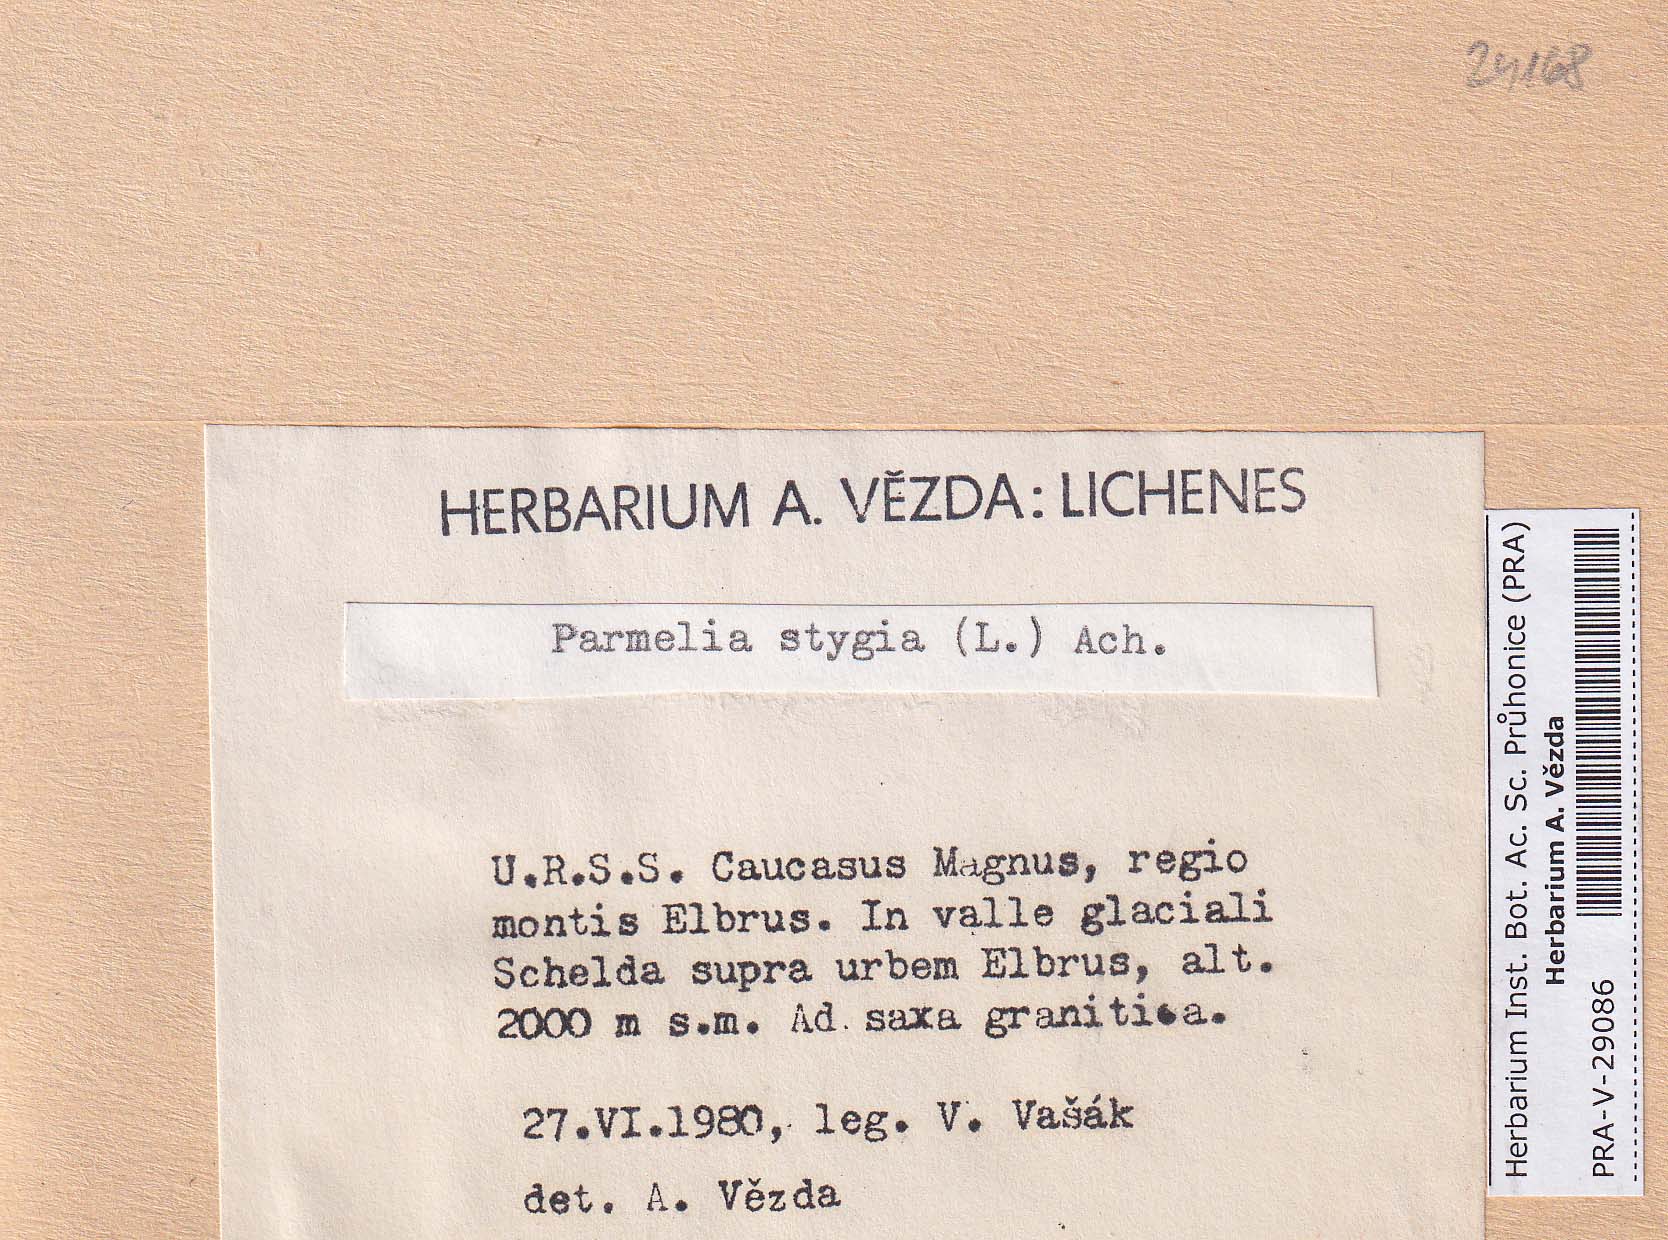 24168
HERBARIUM A. VĚZDA: LICHENES
Parmelia stygia (L.) Ach.
U.R.S.S. Caucasus Magnus, regio
montis Elbrus. In valle glaciali
Schelda supra urbem Elbrus, alt.
2000 m s.m. Ad saxa granitica.
27.VI.1980, leg. V. Vašák
det. A. Vězda
Herbarium Inst. Bot. Ac. Sc. Průhonice (PRA)
Herbarium A. Vězda
PRA-V-29086